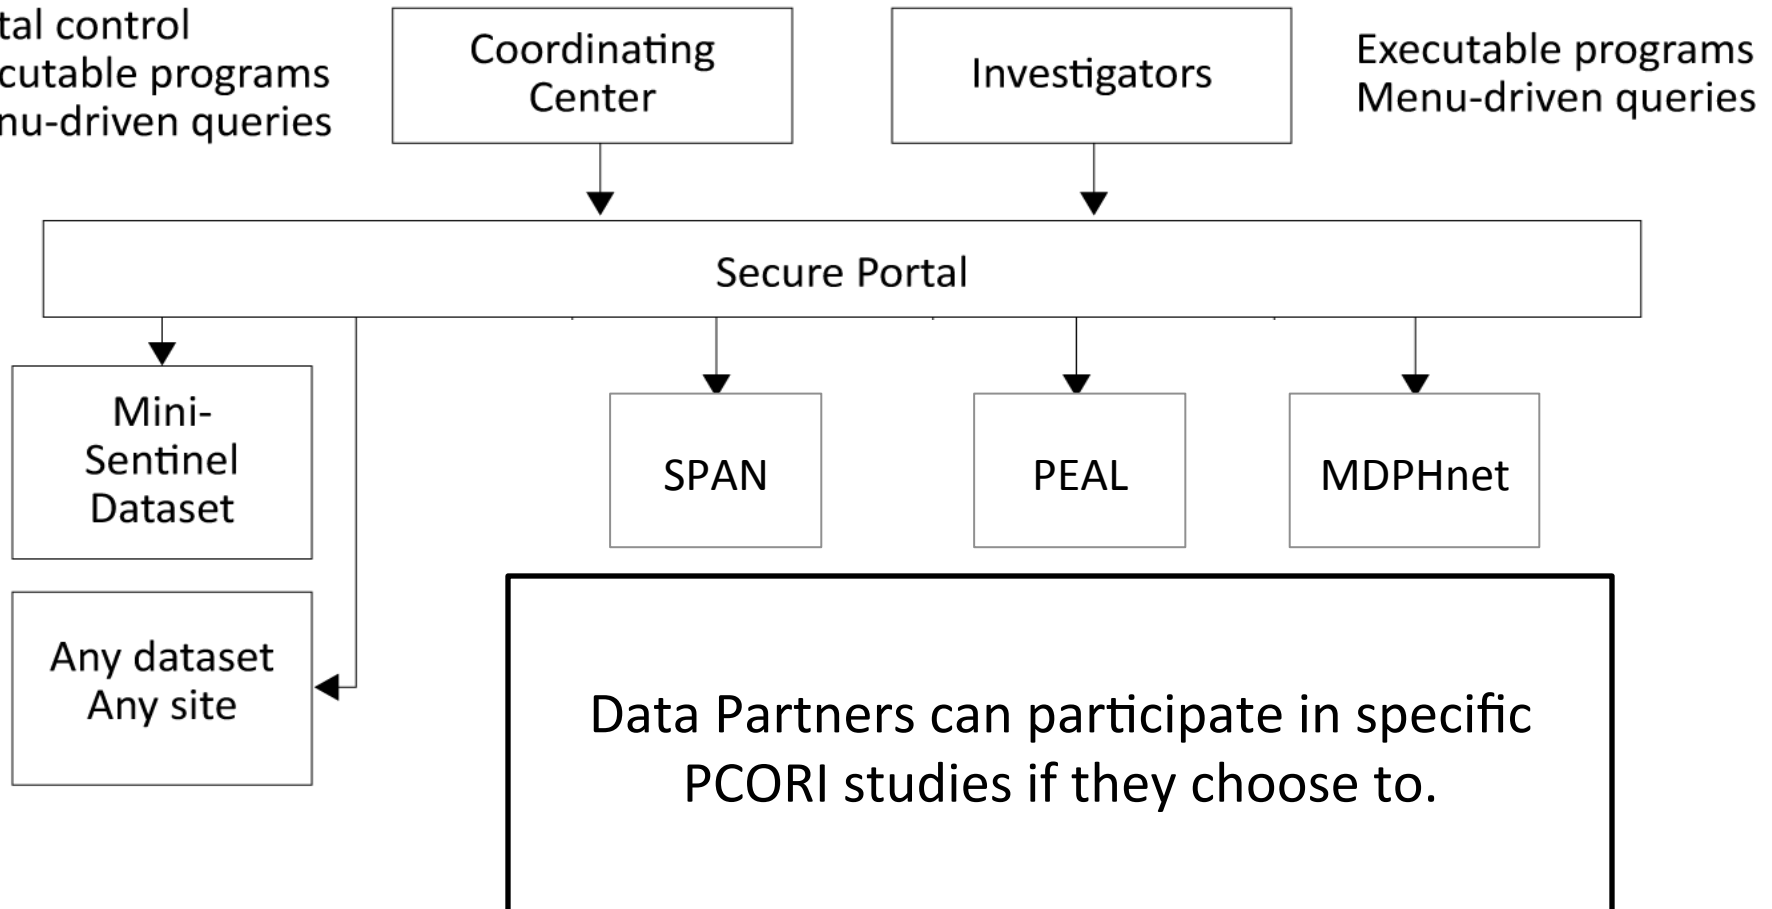 tal control
cutable programs
nu-driven queries
Coordinating
Center
Investigators
Executable programs
Menu-driven queries
Secure Portal
Mini-
Sentinel
Dataset
SPAN
PEAL
MDPHnet
Any dataset
Any site
Data Partners can participate in specific
PCORI studies if they choose to.